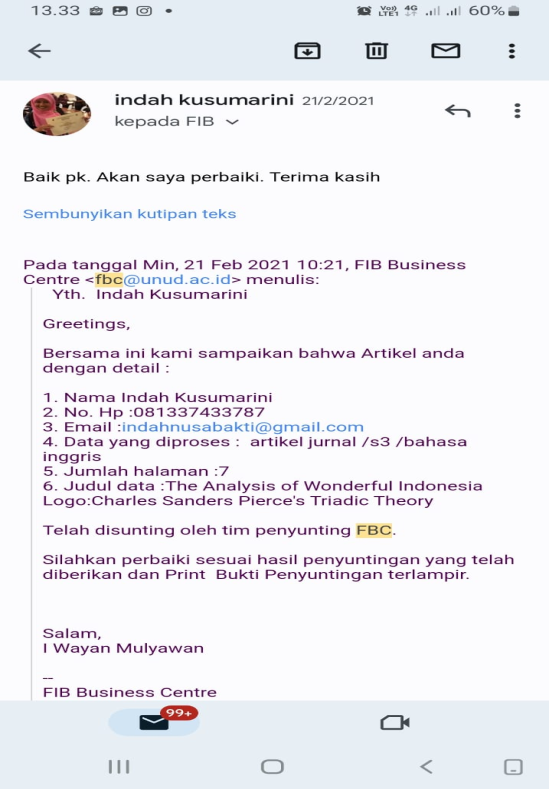 13.33 Vo)) LTE1 4G 60%
indah kusumarini 21/2/2021
kepada FIB
Baik pk. Akan saya perbaiki. Terima kasih
Sembunyikan kutipan teks
Pada tanggal Min, 21 Feb 2021 10:21, FIB Business
Centre <fbc@unud.ac.id> menulis:
Yth. Indah Kusumarini
Greetings,
Bersama ini kami sampaikan bahwa Artikel anda
dengan detail :
1. Nama Indah Kusumarini
2. No. Hp :081337433787
3. Email :indahnusabakti@gmail.com
4. Data yang diproses : artikel jurnal /s3 /bahasa
inggris
5. Jumlah halaman :7
6. Judul data :The Analysis of Wonderful Indonesia
Logo:Charles Sanders Pierce's Triadic Theory
Telah disunting oleh tim penyunting FBC.
Silahkan perbaiki sesuai hasil penyuntingan yang telah
diberikan dan Print Bukti Penyuntingan terlampir.
Salam,
I Wayan Mulyawan
--
FIB Business Centre
99+